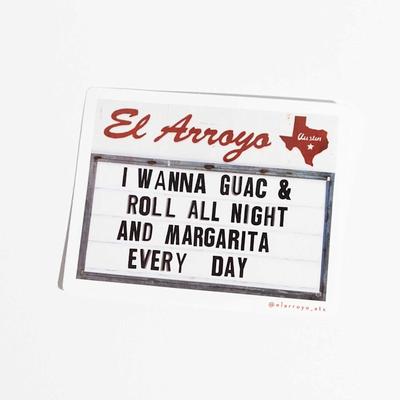 El Arroyo
Austin
I WANNA GUAC &
ROLL ALL NIGHT
AND MARGARITA
EVERY DAY
@elarroyo_atx